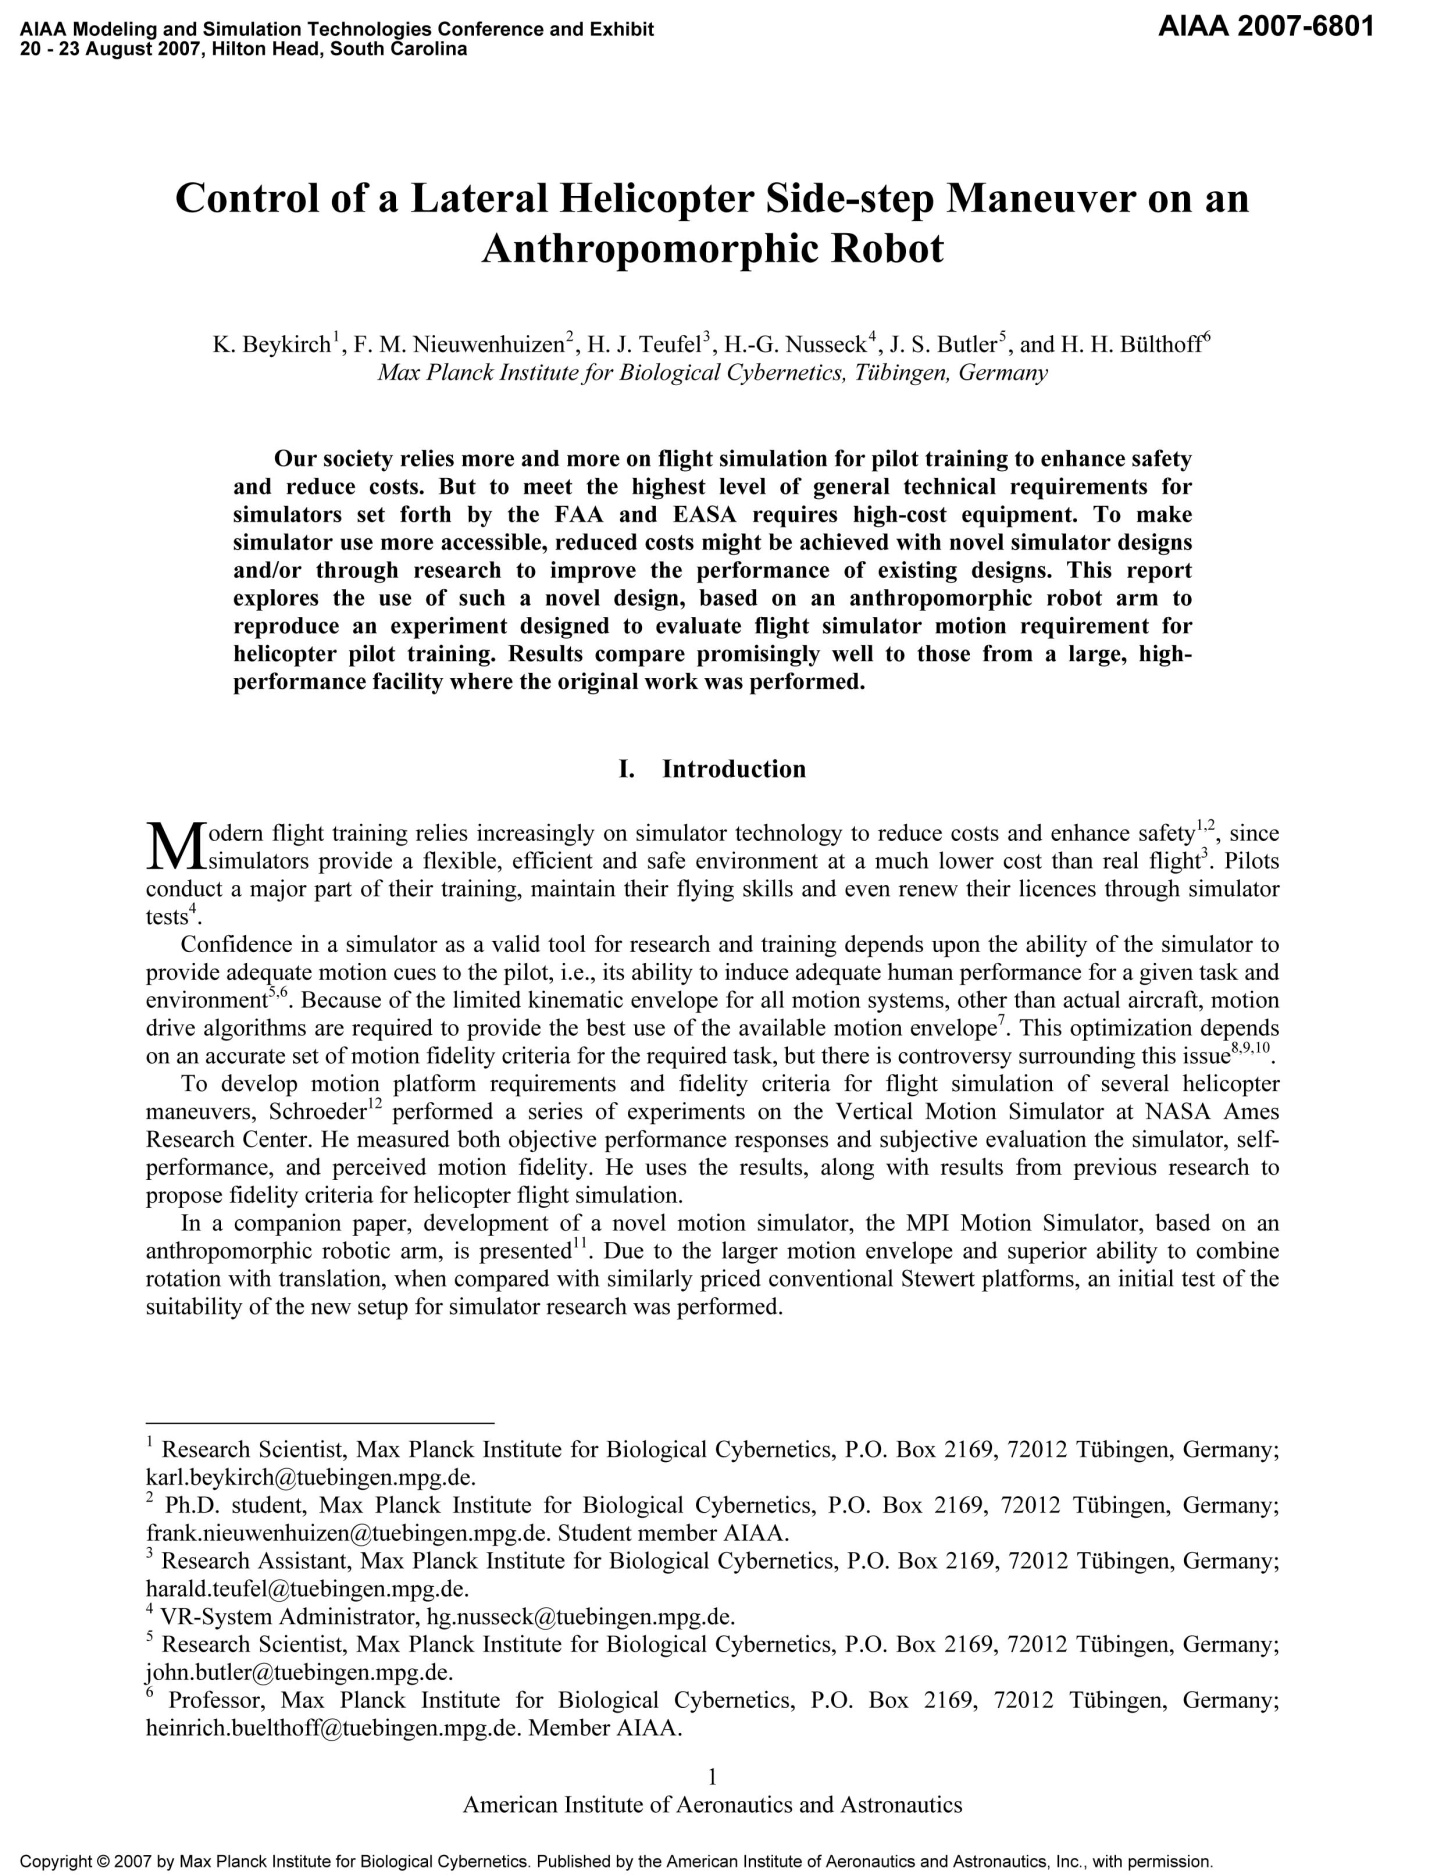 AIAA Modeling and Simulation Technologies Conference and Exhibit
20 - 23 August 2007, Hilton Head, South Carolina
AIAA 2007-6801
Control of a Lateral Helicopter Side-step Maneuver on an
Anthropomorphic Robot
K. Beykirch1, F. M. Nieuwenhuizen2, H. J. Teufel3, H.-G. Nusseck4, J. S. Butler5, and H. H. Bülthoff6
Max Planck Institute for Biological Cybernetics, Tübingen, Germany
Our society relies more and more on flight simulation for pilot training to enhance safety
and reduce costs. But to meet the highest level of general technical requirements for
simulators set forth by the FAA and EASA requires high-cost equipment. To make
simulator use more accessible, reduced costs might be achieved with novel simulator designs
and/or through research to improve the performance of existing designs. This report
explores the use of such a novel design, based on an anthropomorphic robot arm to
reproduce an experiment designed to evaluate flight simulator motion requirement for
helicopter pilot training. Results compare promisingly well to those from a large, high-
performance facility where the original work was performed.
I. Introduction
Modern flight training relies increasingly on simulator technology to reduce costs and enhance safety1,2, since
simulators provide a flexible, efficient and safe environment at a much lower cost than real flight3. Pilots
conduct a major part of their training, maintain their flying skills and even renew their licences through simulator
tests4.
Confidence in a simulator as a valid tool for research and training depends upon the ability of the simulator to
provide adequate motion cues to the pilot, i.e., its ability to induce adequate human performance for a given task and
environment5,6. Because of the limited kinematic envelope for all motion systems, other than actual aircraft, motion
drive algorithms are required to provide the best use of the available motion envelope7. This optimization depends
on an accurate set of motion fidelity criteria for the required task, but there is controversy surrounding this issue8,9,10.
To develop motion platform requirements and fidelity criteria for flight simulation of several helicopter
maneuvers, Schroeder12 performed a series of experiments on the Vertical Motion Simulator at NASA Ames
Research Center. He measured both objective performance responses and subjective evaluation the simulator, self-
performance, and perceived motion fidelity. He uses the results, along with results from previous research to
propose fidelity criteria for helicopter flight simulation.
In a companion paper, development of a novel motion simulator, the MPI Motion Simulator, based on an
anthropomorphic robotic arm, is presented11. Due to the larger motion envelope and superior ability to combine
rotation with translation, when compared with similarly priced conventional Stewert platforms, an initial test of the
suitability of the new setup for simulator research was performed.
1 Research Scientist, Max Planck Institute for Biological Cybernetics, P.O. Box 2169, 72012 Tübingen, Germany;
karl.beykirch@tuebingen.mpg.de.
2 Ph.D. student, Max Planck Institute for Biological Cybernetics, P.O. Box 2169, 72012 Tübingen, Germany;
frank.nieuwenhuizen@tuebingen.mpg.de. Student member AIAA.
3 Research Assistant, Max Planck Institute for Biological Cybernetics, P.O. Box 2169, 72012 Tübingen, Germany;
harald.teufel@tuebingen.mpg.de.
4 VR-System Administrator, hg.nusseck@tuebingen.mpg.de.
5 Research Scientist, Max Planck Institute for Biological Cybernetics, P.O. Box 2169, 72012 Tübingen, Germany;
john.butler@tuebingen.mpg.de.
6 Professor, Max Planck Institute for Biological Cybernetics, P.O. Box 2169, 72012 Tübingen, Germany;
heinrich.buelthoff@tuebingen.mpg.de. Member AIAA.
1
American Institute of Aeronautics and Astronautics
Copyright © 2007 by Max Planck Institute for Biological Cybernetics. Published by the American Institute of Aeronautics and Astronautics, Inc., with permission.